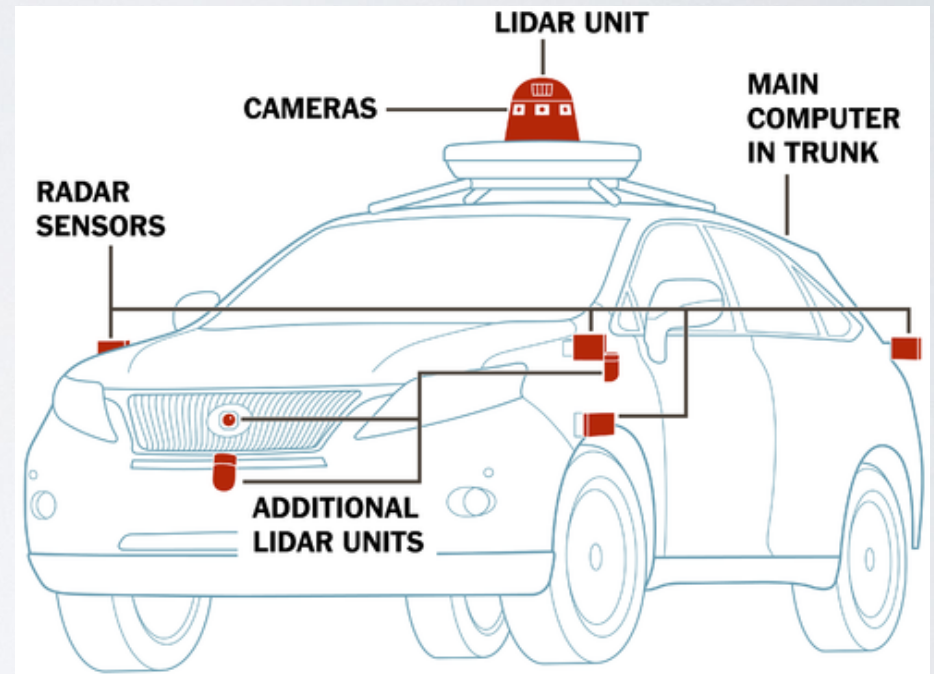 LIDAR UNIT
CAMERAS
MAIN
COMPUTER
IN TRUNK
RADAR
SENSORS
ADDITIONAL
LIDAR UNITS